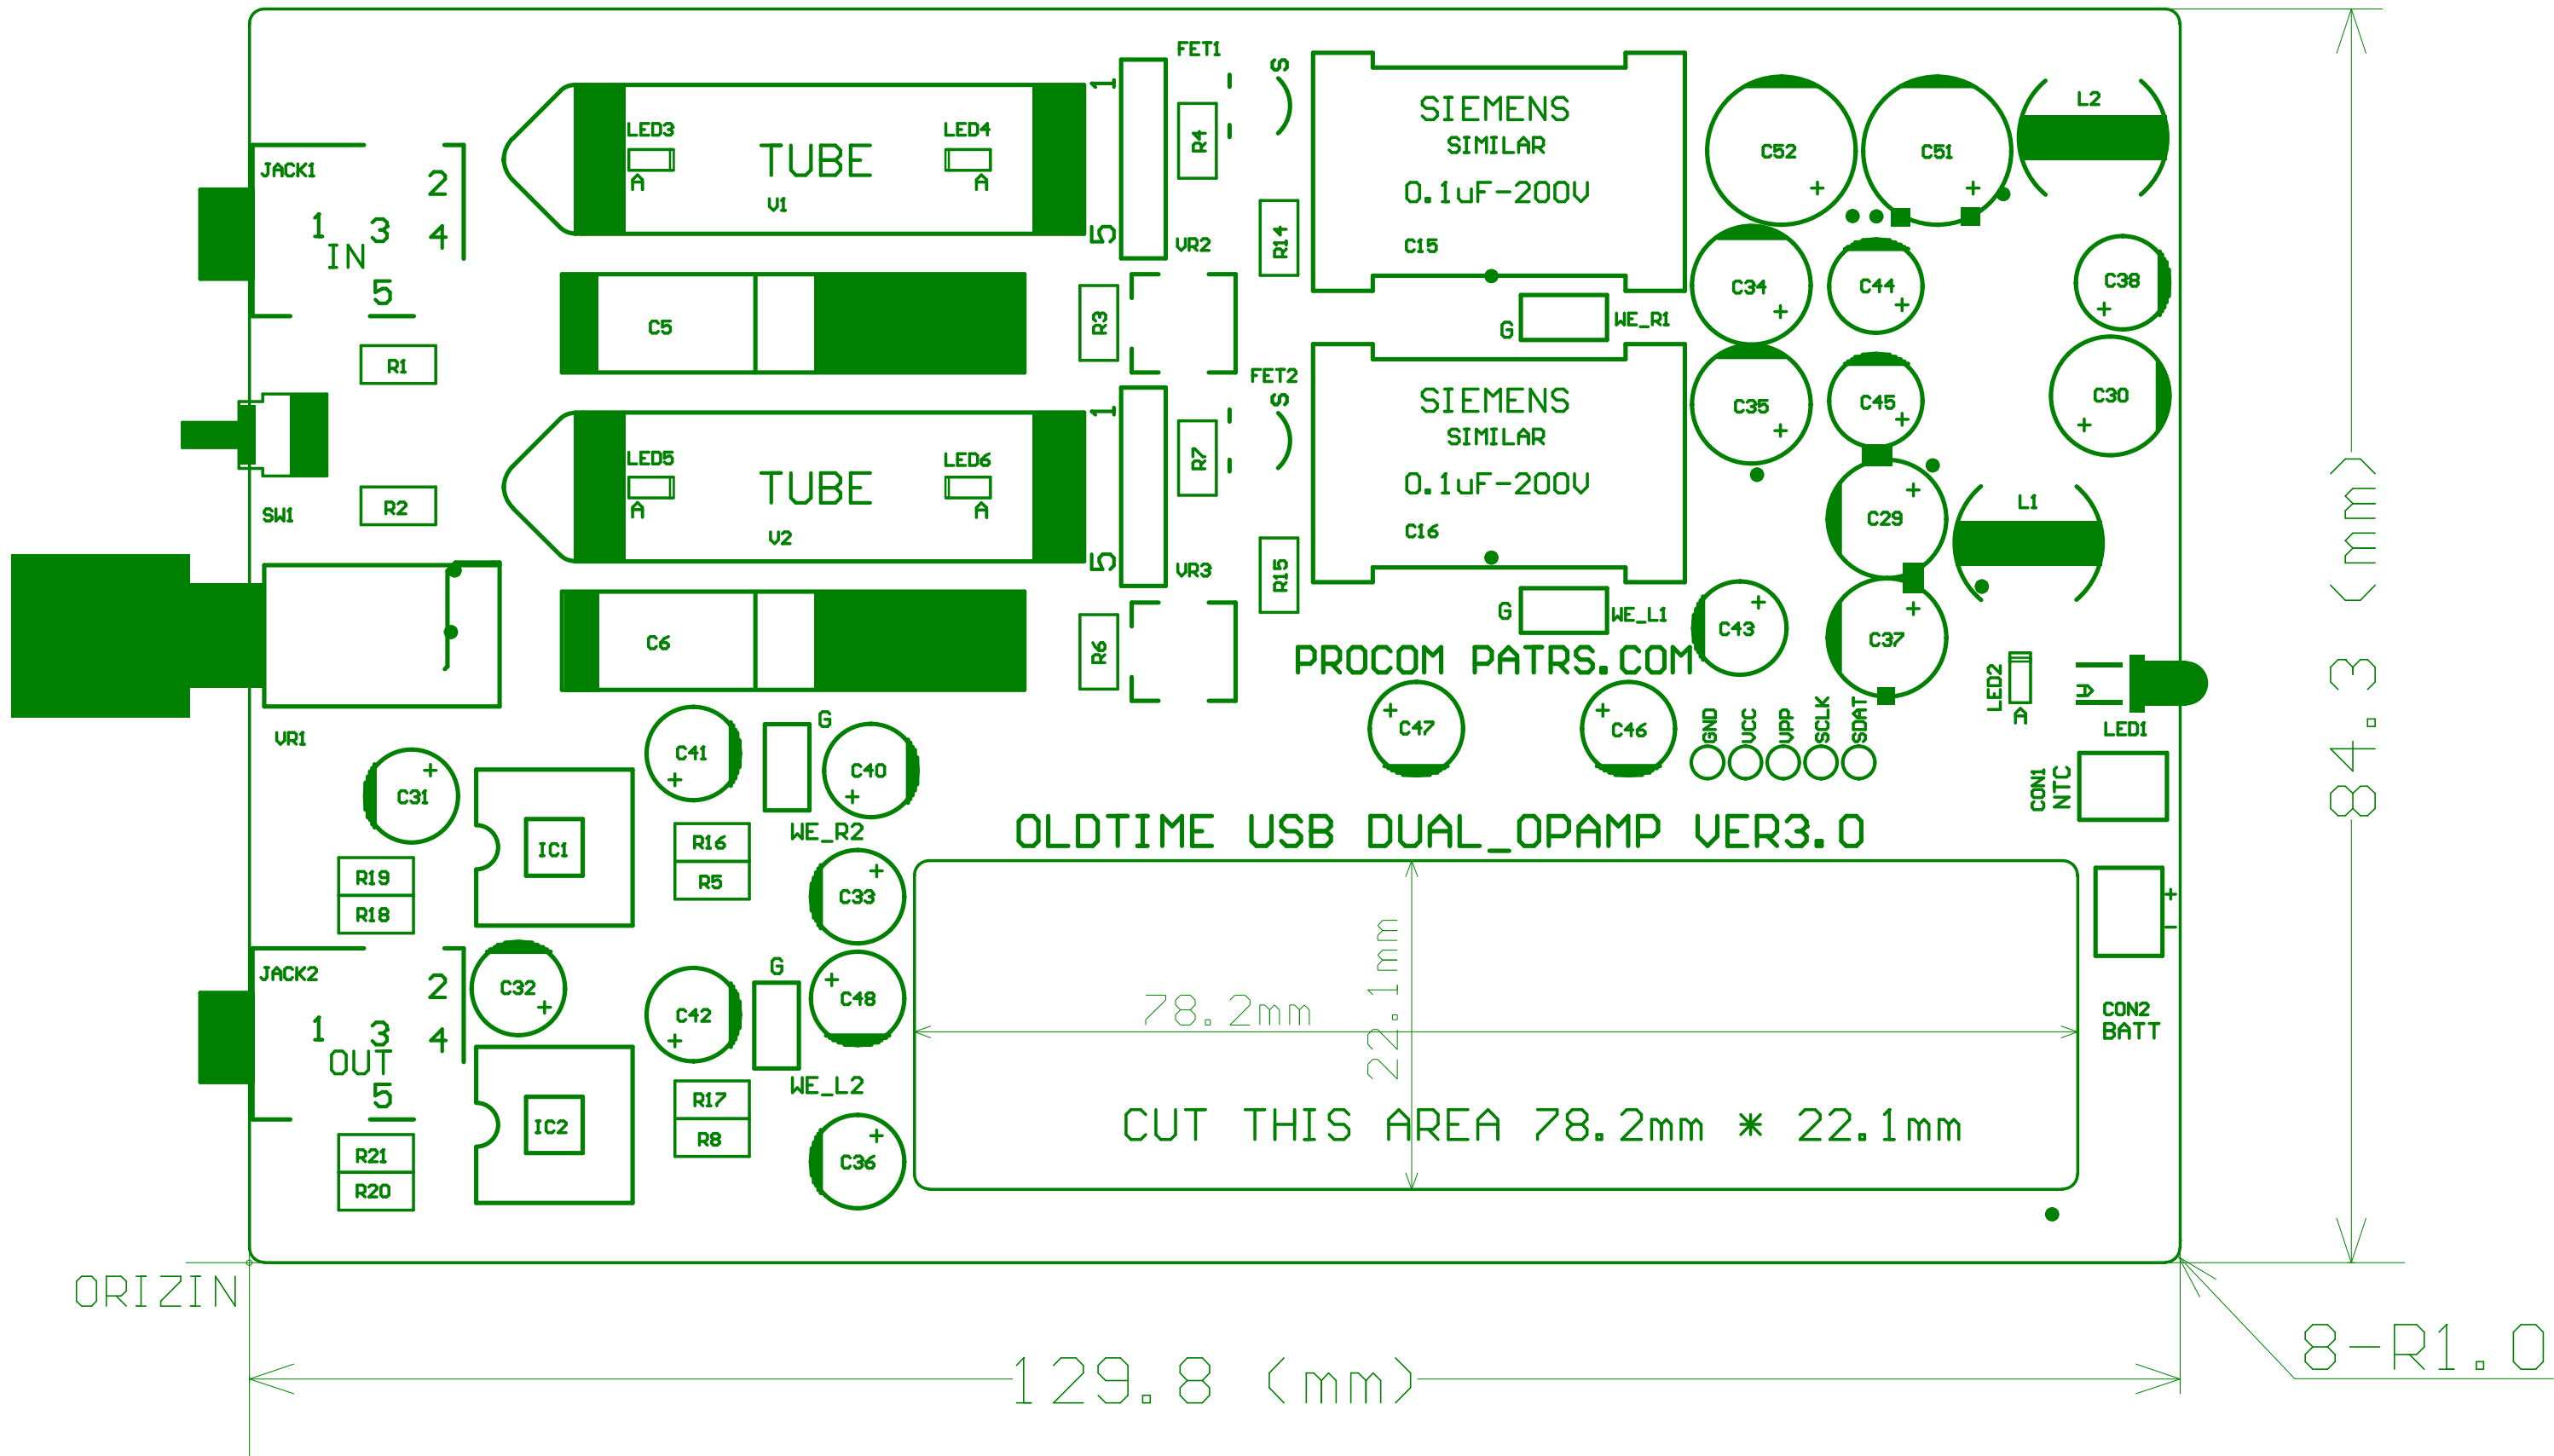 FET1
S
1
LED3
LED4
TUBE
A
A
V1
5
R4
VR2
R14
SIEMENS
SIMILAR
0.1uF-200V
C15
C52
+
C51
+
L2
JACK1
2
1
3
4
IN
5
C5
R3
G
WE_R1
C34
+
C44
+
C38
+
R1
FET2
S
1
LED5
LED6
TUBE
A
A
V2
5
R7
VR3
R15
SIEMENS
SIMILAR
0.1uF-200V
C16
C35
+
C45
+
C30
+
SW1
R2
C29
+
L1
C6
R6
G
WE_L1
C43
+
C37
+
PROCOM PATRS.COM
LED2
A
A
LED1
VR1
C31
+
C41
+
G
C40
+
C47
+
C46
+
GND
VCC
VPP
SCLK
SDAT
CON1
NTC
IC1
R16
R5
WE_R2
OLDTIME USB DUAL_OPAMP VER3.0
R19
R18
C33
+
+
-
JACK2
2
1
3
4
OUT
5
C32
+
C42
+
G
C48
+
78.2mm
22.1mm
CON2
BATT
IC2
R17
R8
WE_L2
CUT THIS AREA 78.2mm * 22.1mm
R21
R20
C36
+
84.3 (mm)
ORIZIN
129.8 (mm)
8-R1.0